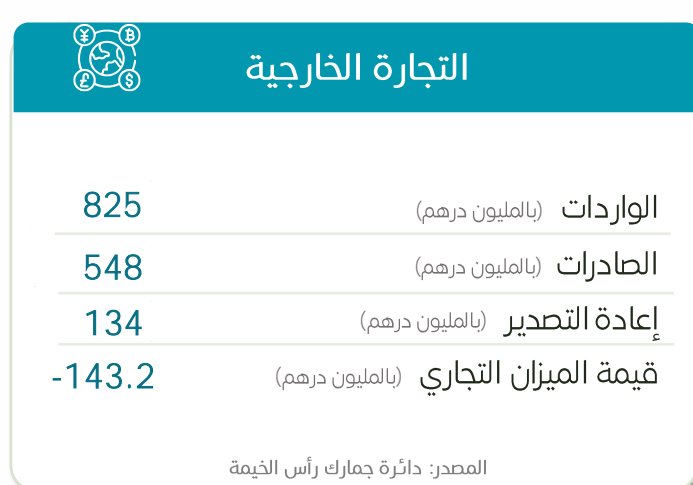 التجارة الخارجية
الواردات (بالمليون درهم) 825
الصادرات (بالمليون درهم) 548
إعادة التصدير (بالمليون درهم) 134
قيمة الميزان التجاري (بالمليون درهم) -143.2
المصدر: دائرة جمارك رأس الخيمة